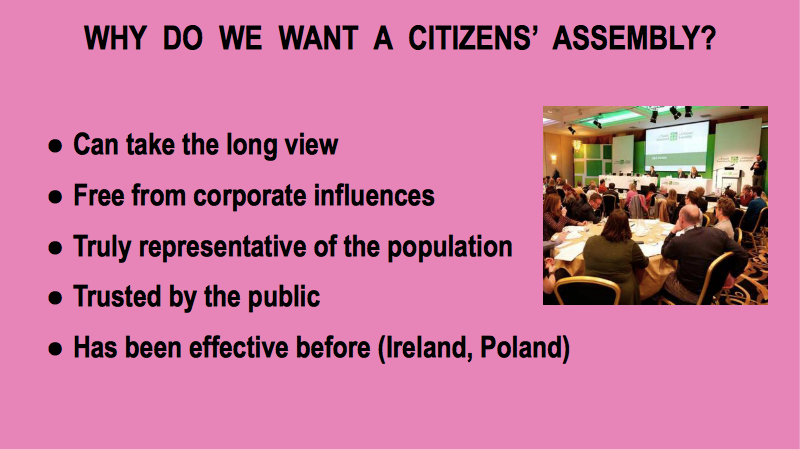 WHY DO WE WANT A CITIZENS’ ASSEMBLY?
● Can take the long view
● Free from corporate influences
● Truly representative of the population
● Trusted by the public
● Has been effective before (Ireland, Poland)